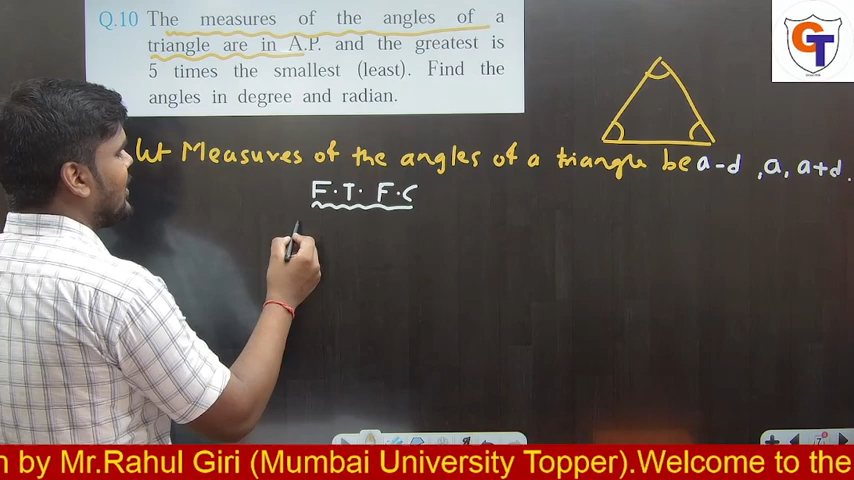 Q.10 The measures of the angles of a
triangle are in A.P. and the greatest is
5 times the smallest (least). Find the
angles in degree and radian.
GT
Let Measures of the angles of a triangle be a-d, a, a+d.
F.T. F.C
n by Mr.Rahul Giri (Mumbai University Topper).Welcome to the